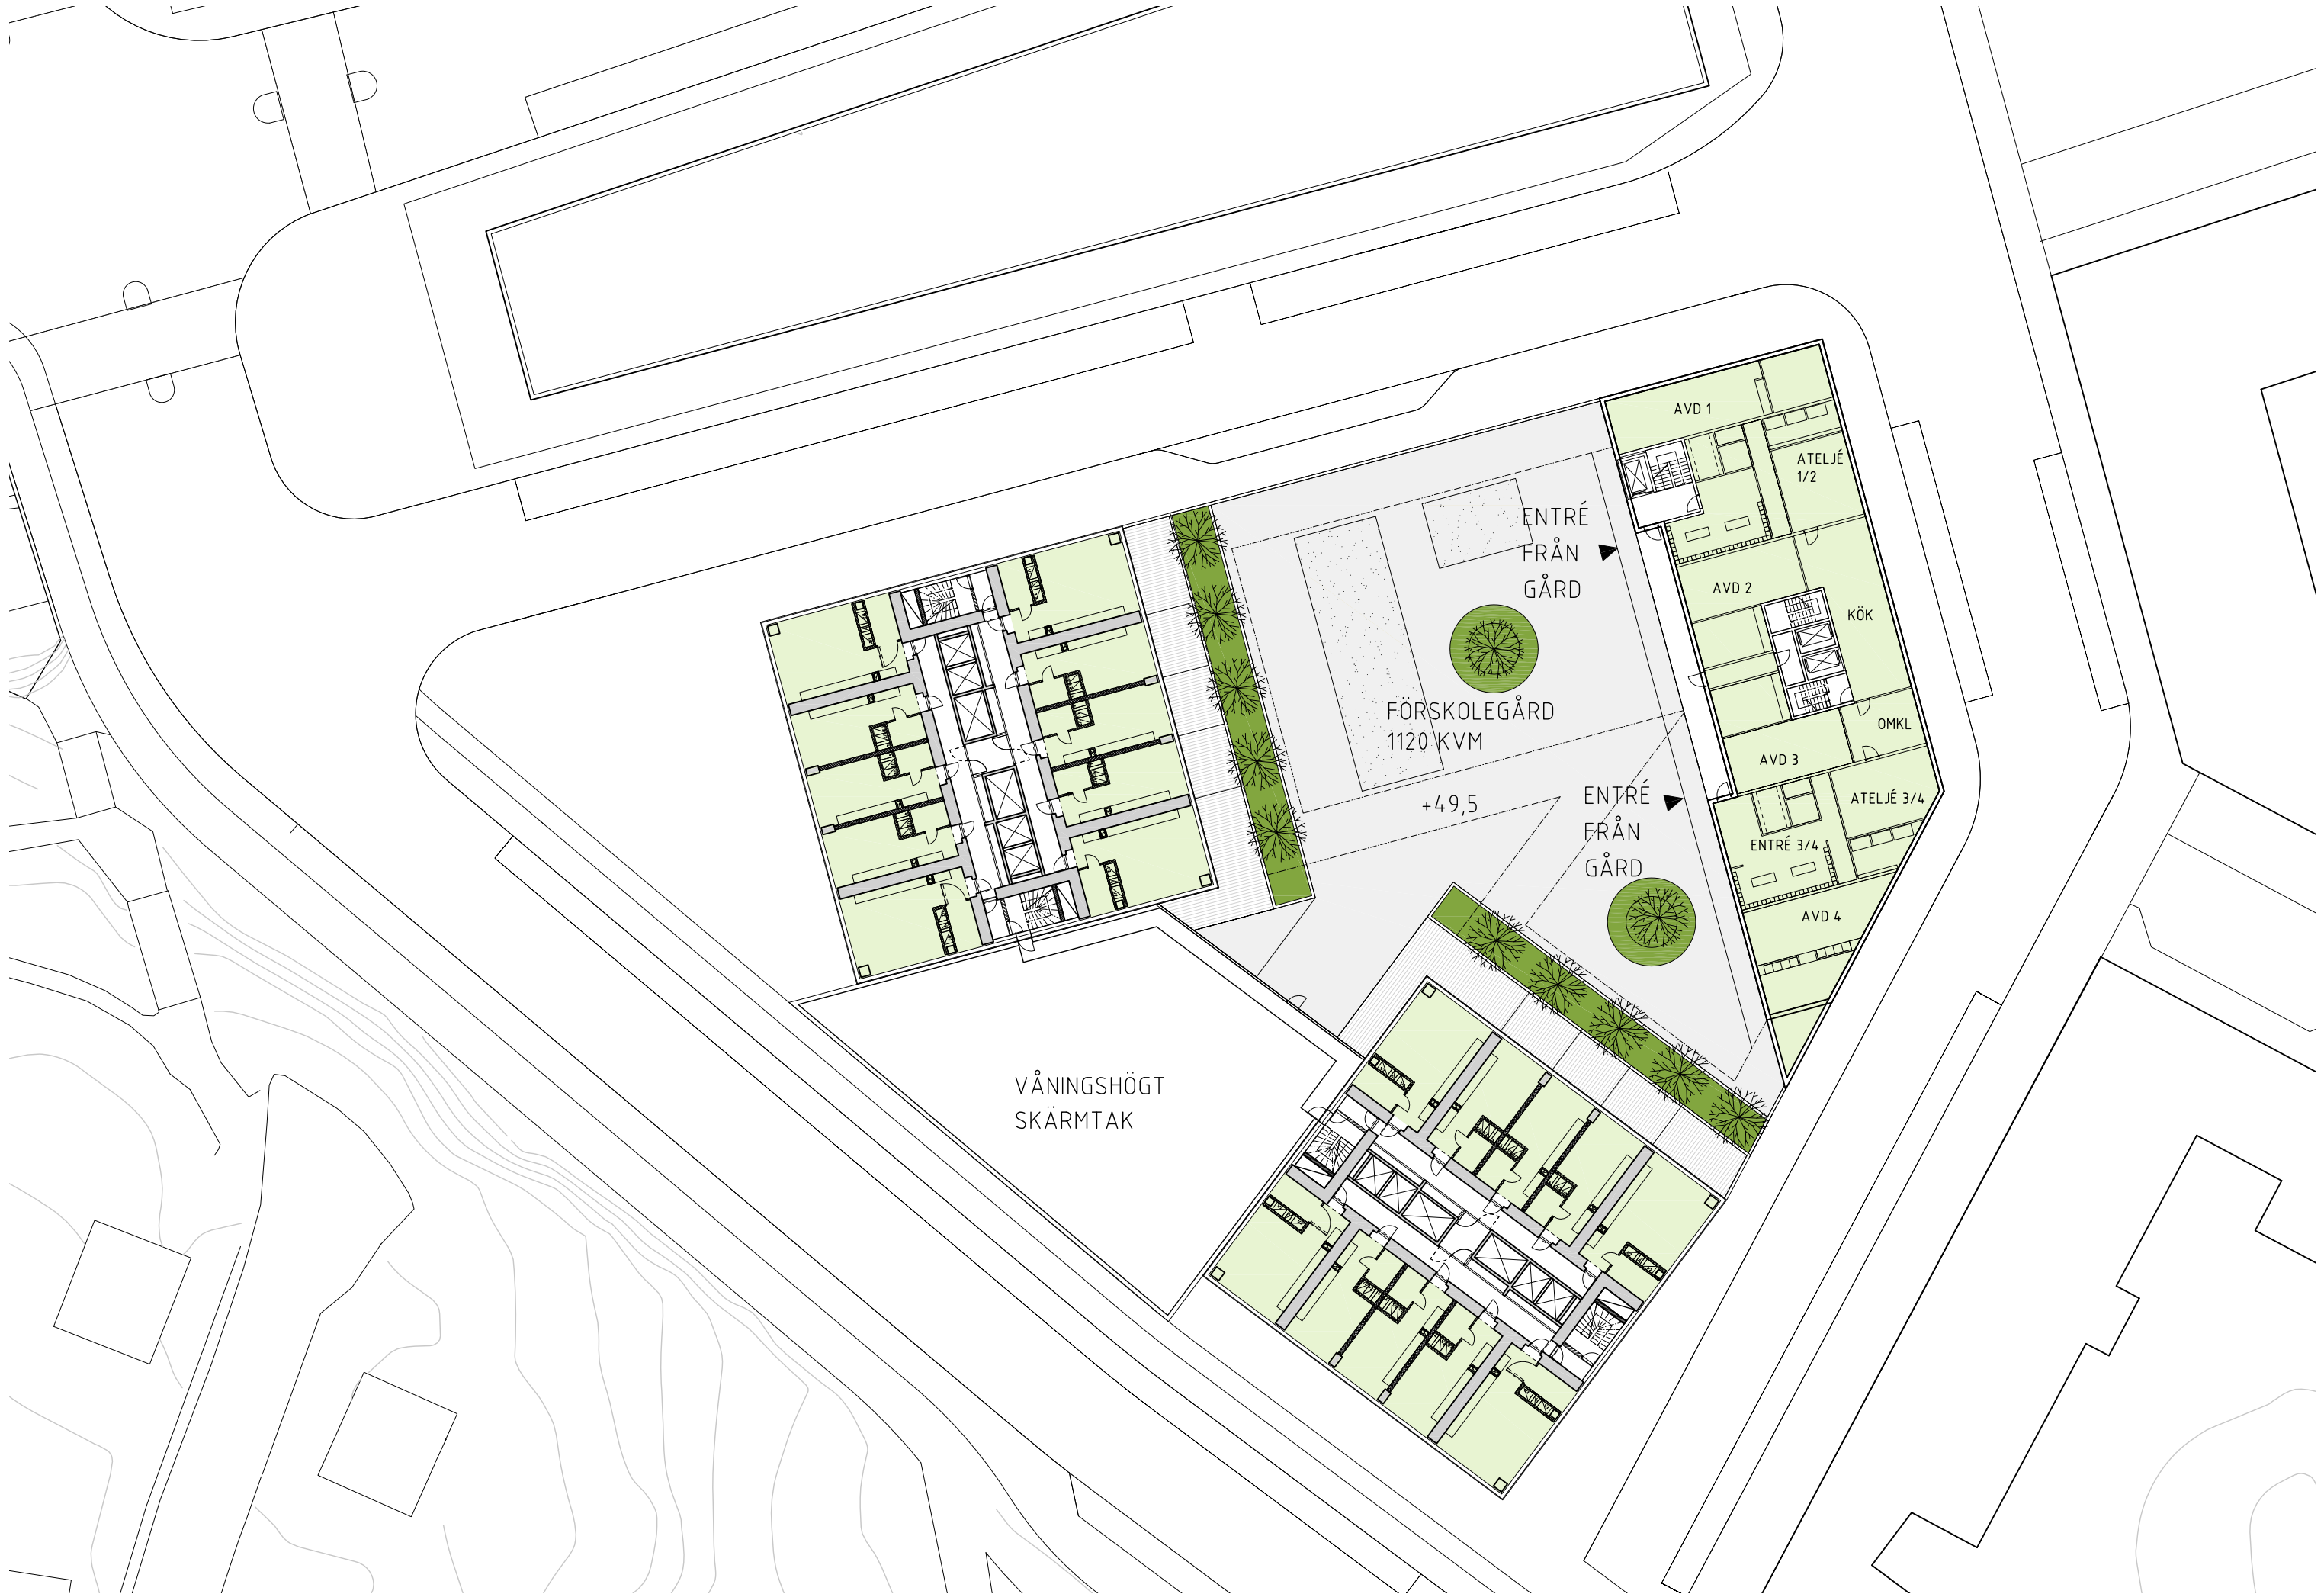 AVD 1
ATELJÉ
1/2
ENTRÉ
FRÅN
GÅRD
AVD 2
KÖK
FÖRSKOLEGÅRD
1120 KVM
OMKL
AVD 3
+49,5
ENTRÉ
FRÅN
GÅRD
ATELJÉ 3/4
ENTRÉ 3/4
AVD 4
VÅNINGSHÖGT
SKÄRMTAK